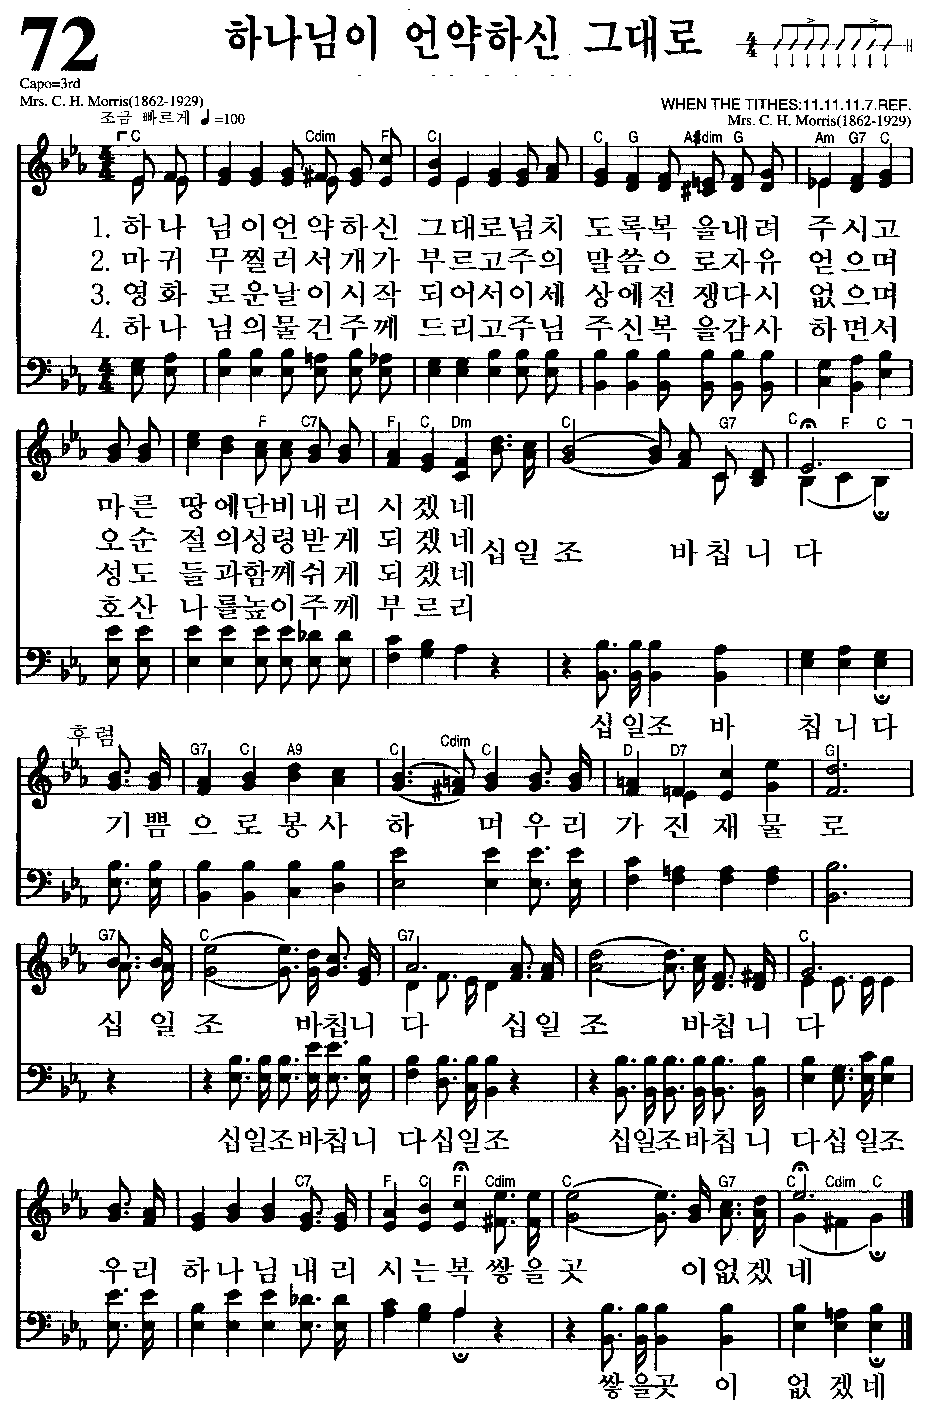 72
하나님이 언약하신 그대로
Capo=3rd
Mrs. C. H. Morris(1862-1929)
조금 빠르게 ♩=100
WHEN THE TITHES:11.11.11.7.REF.
Mrs. C. H. Morris(1862-1929)
C Cdim F C C G A#dim G Am G7 C
1. 하나 님이언약하신 그대로넘치 도록복 을내려 주시고
2. 마귀 무찔러서개가 부르고주의 말씀으 로자유 얻으며
3. 영화 로운날이시작 되어서이세 상에전 쟁다시 없으며
4. 하나 님의물건주께 드리고주님 주신복 을감사 하면서
F C7 F C Dm C G7 C F C
마른 땅에단비내리 시겠네
오순 절의성령받게 되겠네
십일조 바칩니다
성도 들과함께쉬게 되겠네
호산 나를높이주께 부르리
십일조 바 칩니다
후렴
G7 C A9 C Cdim C D D7 G
기쁨으로봉사하 며우리가진재물로
G7 C G7 C
십일조 바칩니다 십일조 바칩니다
십일조바칩니 다십일조 십일조바칩니 다십일조
C7 F C F Cdim C G7 C Cdim C
우리 하나님내리 시는복쌓을곳 이없겠네
쌓을곳 이 없겠네